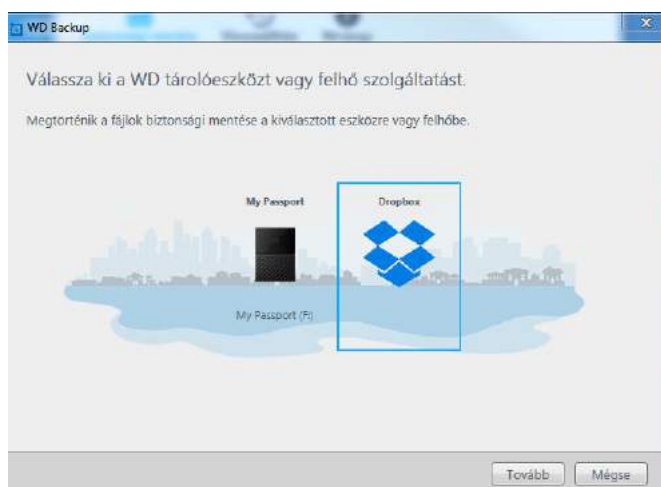 WD Backup
Válassza ki a WD tárolóeszközt vagy felhő szolgáltatást.
Megtörténik a fájlok biztonsági mentése a kiválasztott eszközre vagy felhőbe.
My Passport
Dropbox
My Passport (F:)
Tovább
Mégse